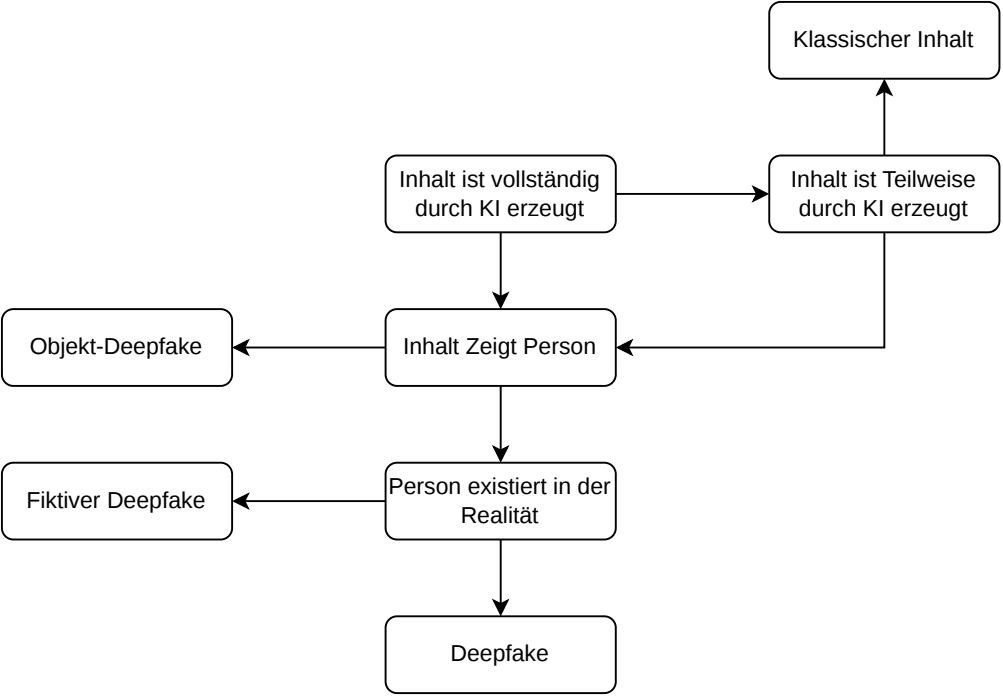 Klassischer Inhalt
Inhalt ist vollständig
durch KI erzeugt
Inhalt ist Teilweise
durch KI erzeugt
Objekt-Deepfake
Inhalt Zeigt Person
Fiktiver Deepfake
Person existiert in der
Realität
Deepfake